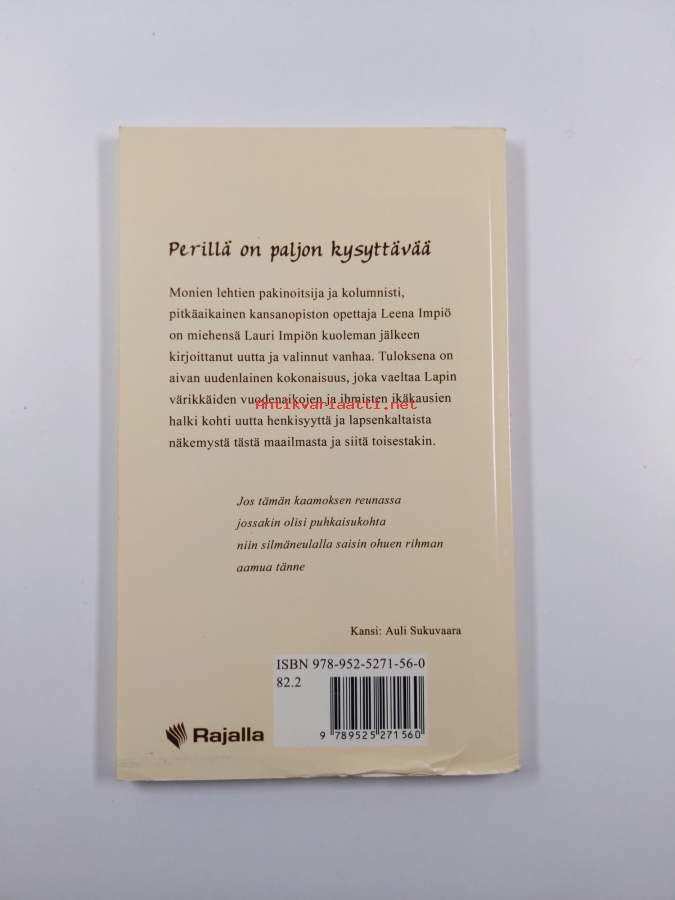 Perillä on paljon kysyttävää
Monien lehtien pakinoitsija ja kolumnisti,
pitkäaikainen kansanopiston opettaja Leena Impiö
on miehensä Lauri Impiön kuoleman jälkeen
kirjoittanut uutta ja valinnut vanhaa. Tuloksena on
aivan uudenlainen kokonaisuus, joka vaeltaa Lapin
värikkäiden vuodenaikojen ja ihmisten ikäkausien
Antikvariaatti.net
halki kohti uutta henkisyyttä ja lapsenkaltaista
näkemystä tästä maailmasta ja siitä toisestakin.
Jos tämän kaamoksen reunassa
jossakin olisi puhkaisukohta
niin silmäneulalla saisin ohuen rihman
aamua tänne
Kansi: Auli Sukuvaara
ISBN 978-952-5271-56-0
82.2
9 789525 271560
Rajalla